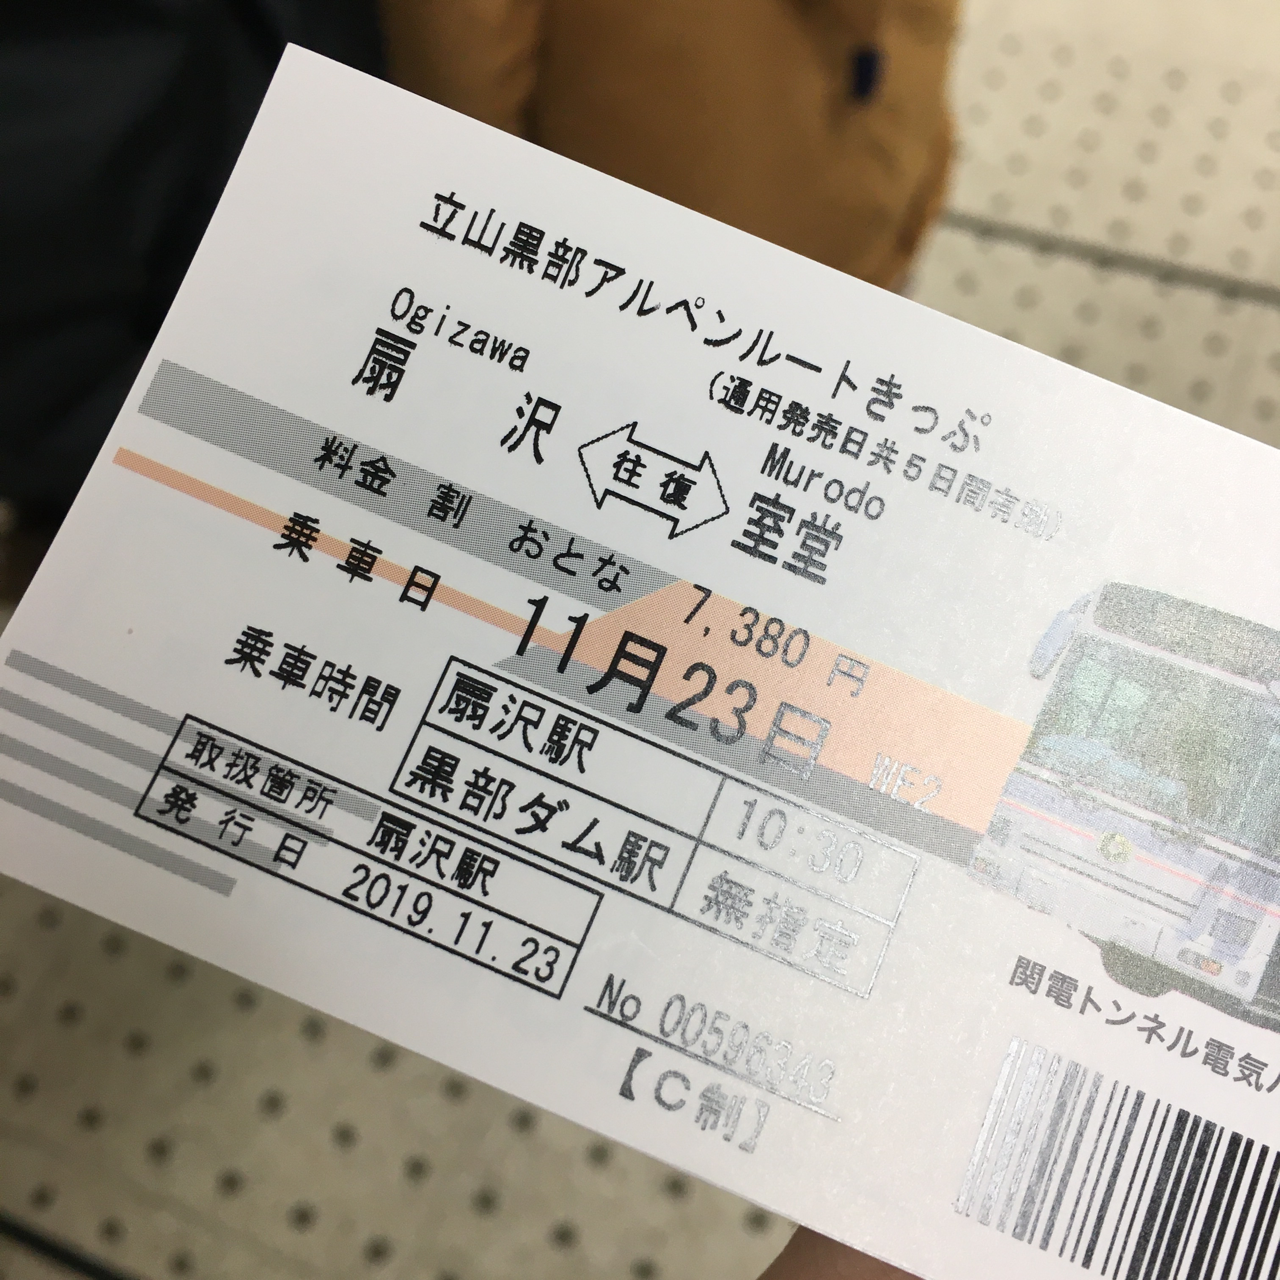 立山黒部アルペンルートきっぷ
(通用発売日共5日間有効)
Ogizawa
Murodo
扇 沢 往復 室堂
料金 割 おとな 7,380 円
乗車日 11月23日 WE2
乗車時間 扇沢駅 10:30
黒部ダム駅 無指定
取扱箇所 扇沢駅
発行日 2019.11.23
No 00596343
【C制】
関電トンネル電気